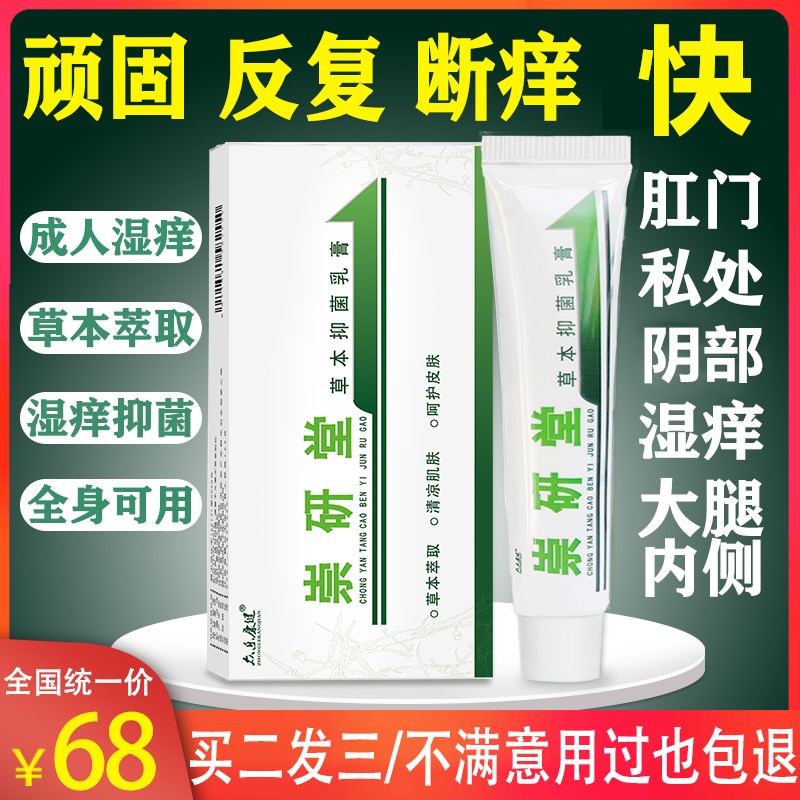 顽固 反复 断痒 快
成人湿痒
草本萃取
湿痒抑菌
全身可用
肛门
私处
阴部
湿痒
大腿
内侧
崇研堂
CHONG YAN TANG CAO BEN YI JUN RU GAO
草本抑菌乳膏
○草本萃取 ○清凉肌肤 ○呵护皮肤
众乐康健®
ZHONGLEKANGJIAN
崇研堂
CHONG YAN TANG CAO BEN YI JUN RU GAO
草本抑菌乳膏
全国统一价
¥68
买二发三/不满意用过也包退